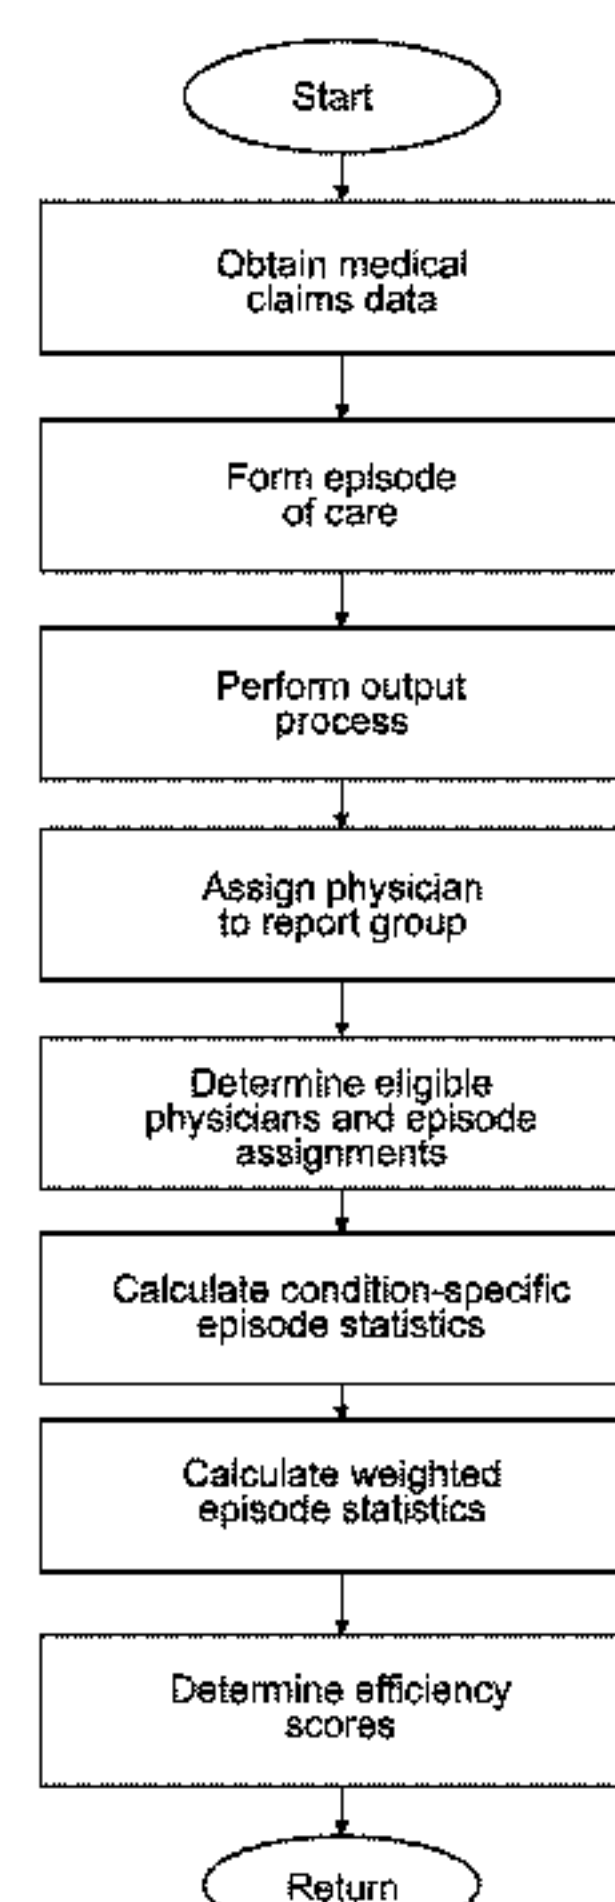 Start
Obtain medical
claims data
Form episode
of care
Perform output
process
Assign physician
to report group
Determine eligible
physicians and episode
assignments
Calculate condition-specific
episode statistics
Calculate weighted
episode statistics
Determine efficiency
scores
Return